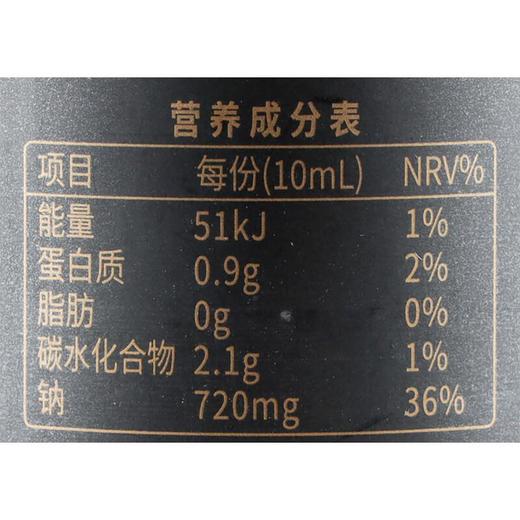 营养成分表
项目 每份(10mL) NRV%
能量 51kJ 1%
蛋白质 0.9g 2%
脂肪 0g 0%
碳水化合物 2.1g 1%
钠 720mg 36%